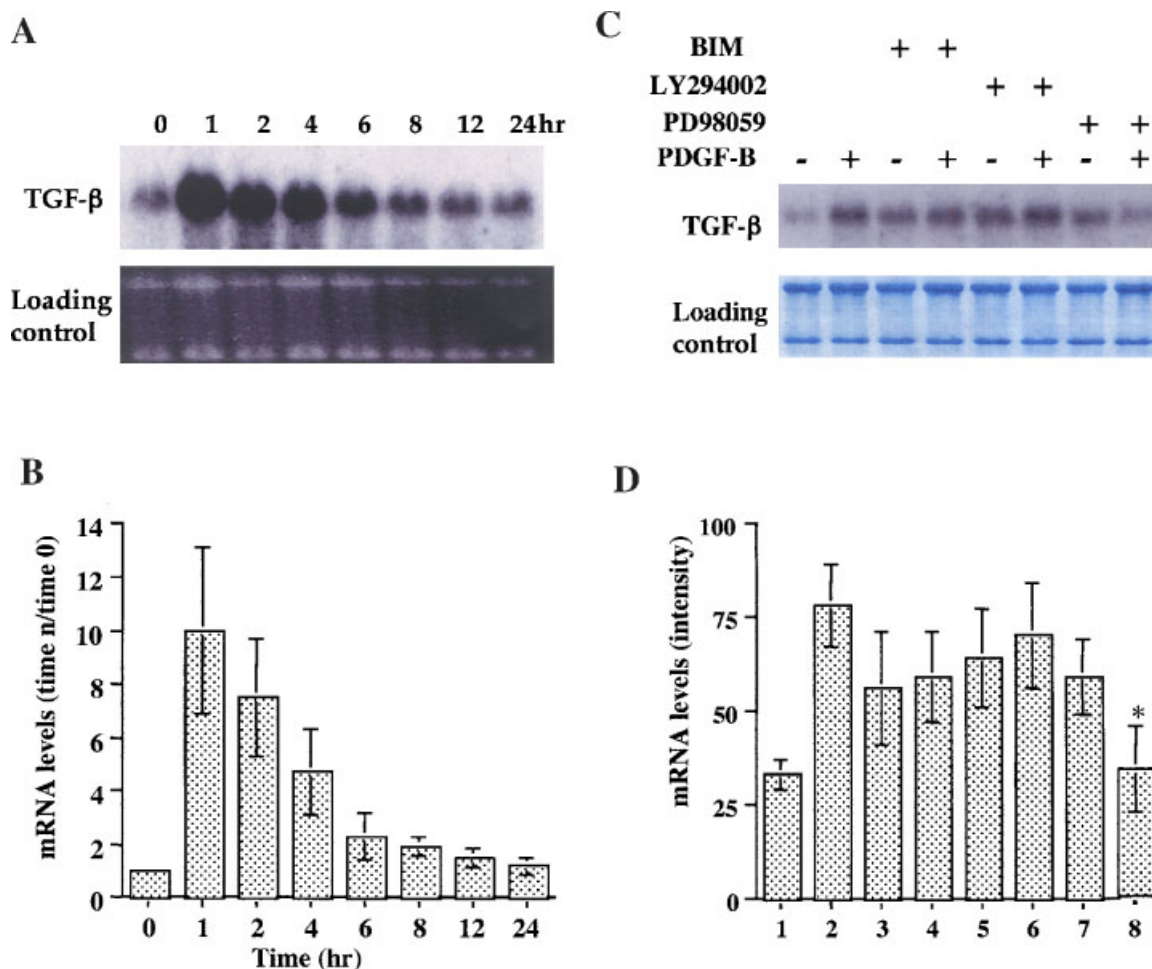 A
0 1 2 4 6 8 12 24hr
TGF-β
Loading
control
B
mRNA levels (time n/time 0)
14
12
10
8
6
4
2
0
0 1 2 4 6 8 12 24
Time (hr)
C
BIM + +
LY294002 + +
PD98059 + +
PDGF-B - + - + - + - +
TGF-β
Loading
control
D
mRNA levels (intensity)
100
75
50
25
0
*
1 2 3 4 5 6 7 8